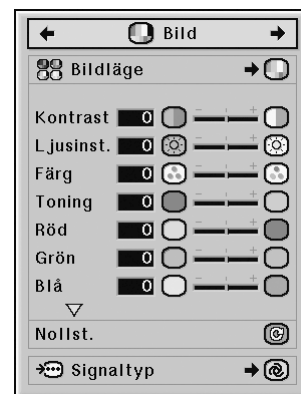 Bild
Bildläge
Kontrast 0
Ljusinst. 0
Färg 0
Toning 0
Röd 0
Grön 0
Blå 0
Nollst.
Signaltyp